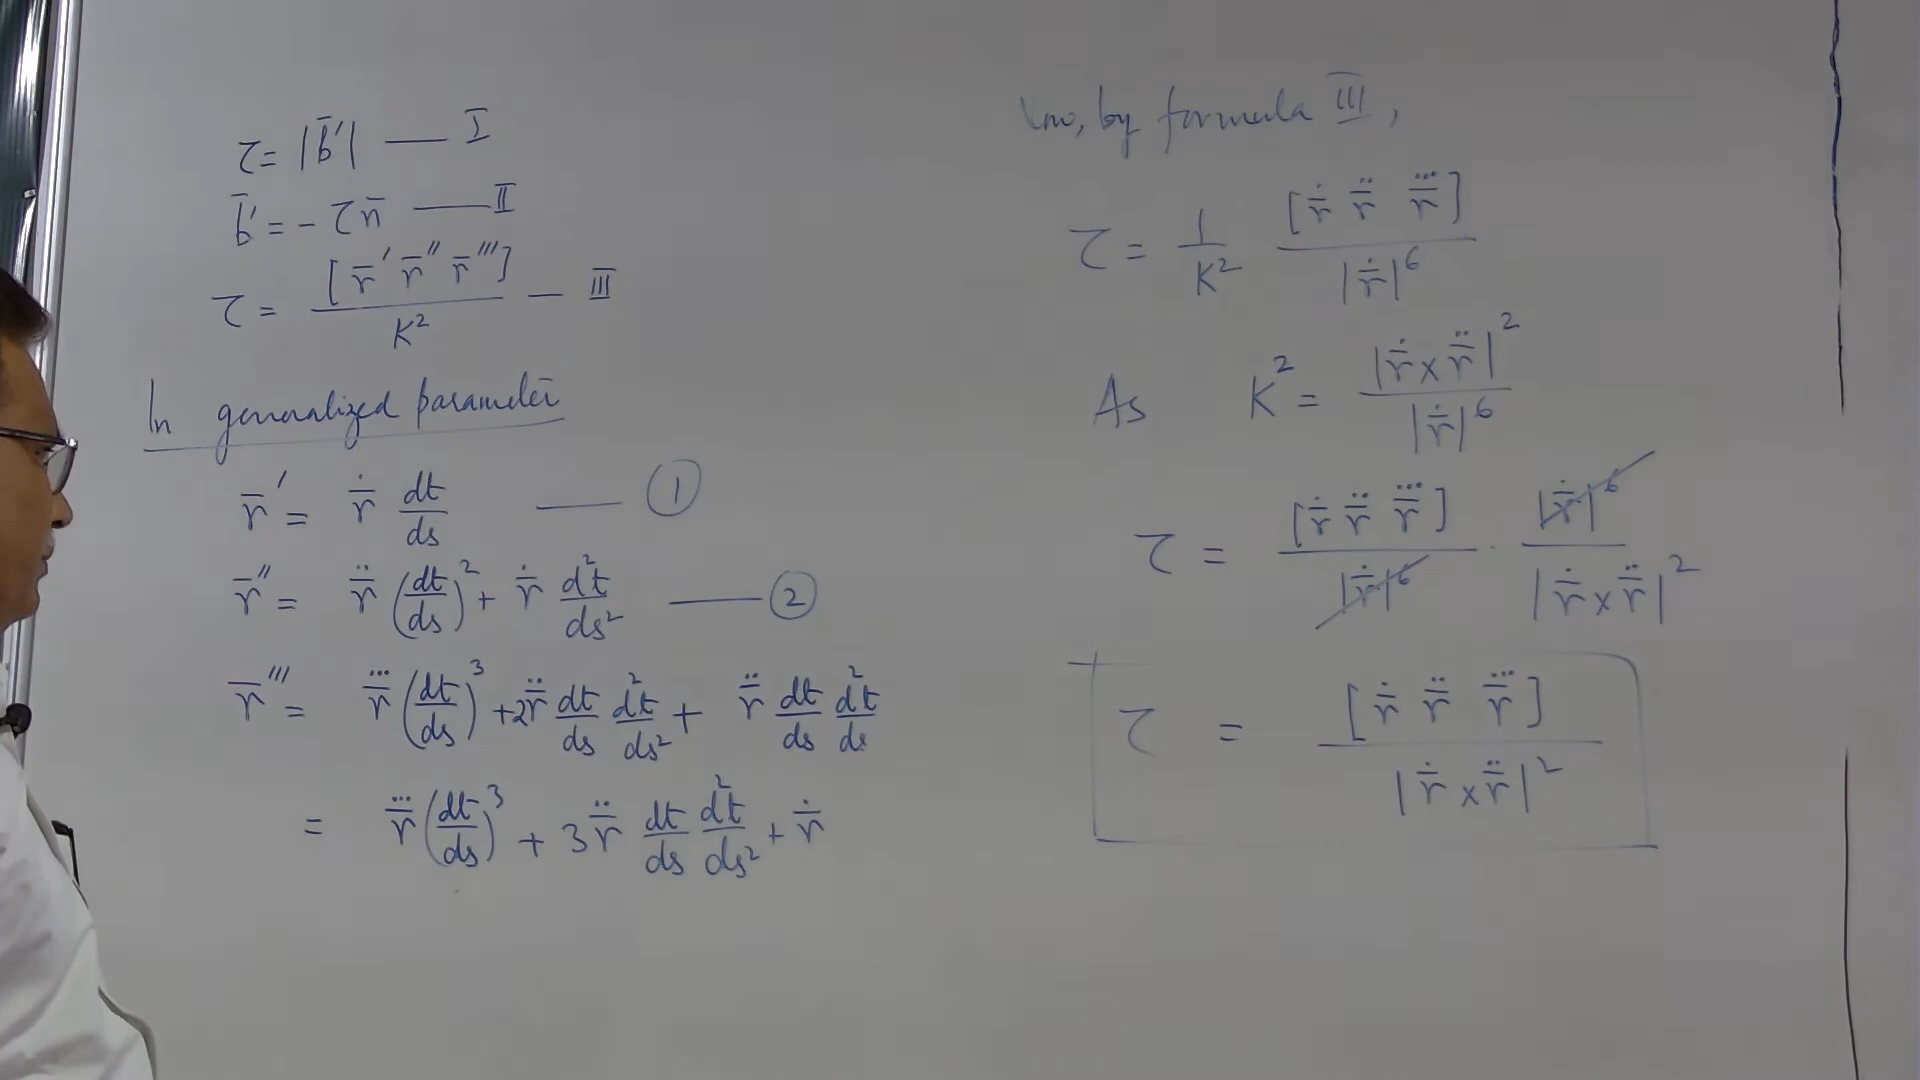 τ = |b̄′| — I
b̄′ = - τ n̄ — II
τ = [r̄′ r̄″ r̄‴] / K² — III
In generalized parameter
r̄′ = ṙ̄ dt/ds — ①
r̄″ = r̄̈ (dt/ds)² + ṙ̄ d²t/ds² — ②
r̄‴ = r̄⃛ (dt/ds)³ + 2r̄̈ dt/ds d²t/ds² + r̄̈ dt/ds d²t/ds
= r̄⃛ (dt/ds)³ + 3r̄̈ dt/ds d²t/ds² + ṙ̄
, by formula III,
τ = 1/K² [ṙ̄ r̄̈ r̄⃛] / |ṙ̄|⁶
As K² = |ṙ̄ × r̄̈|² / |ṙ̄|⁶
τ = [ṙ̄ r̄̈ r̄⃛] / |ṙ̄|⁶ · |ṙ̄|⁶ / |ṙ̄ × r̄̈|²
τ = [ṙ̄ r̄̈ r̄⃛] / |ṙ̄ × r̄̈|²